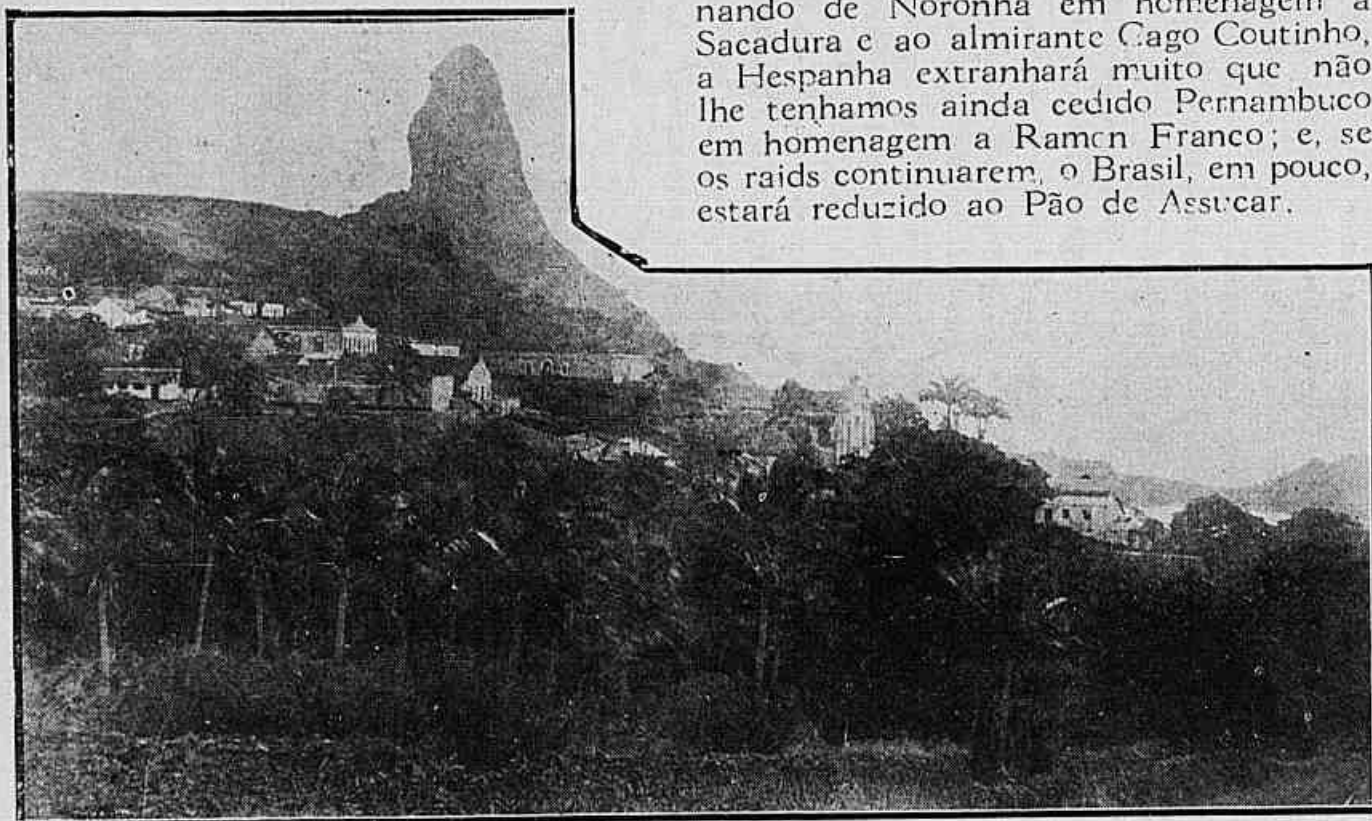 nando de Noronha em homenagem a
Sacadura e ao almirante Cago Coutinho,
a Hespanha extranhará muito que não
lhe tenhamos ainda cedido Pernambuco
em homenagem a Ramon Franco; e, se
os raids continuarem, o Brasil, em pouco,
estará reduzido ao Pão de Assucar.